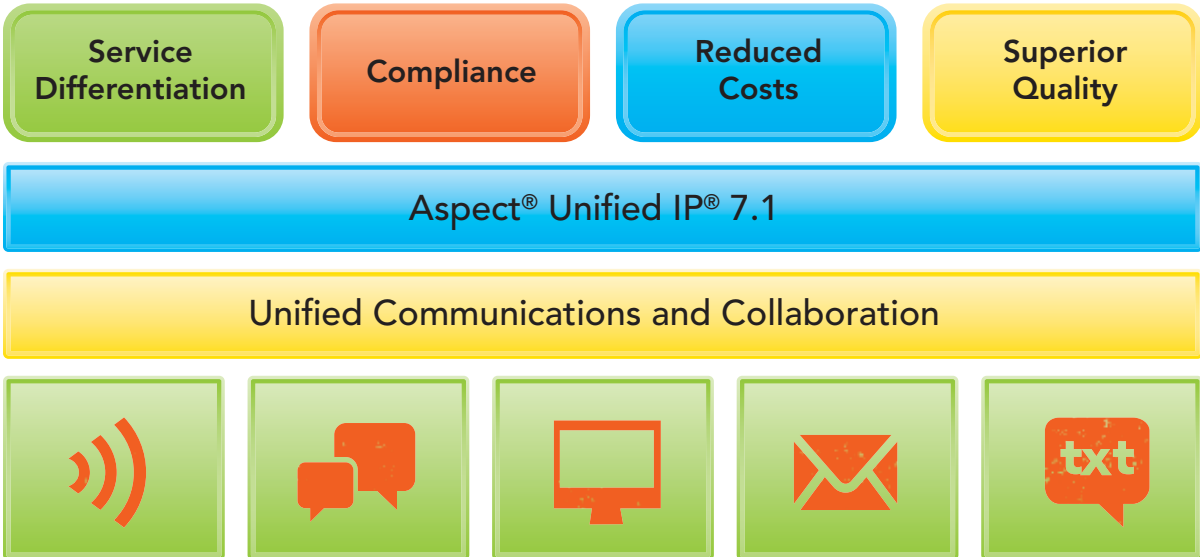 Service
Differentiation
Compliance
Reduced
Costs
Superior
Quality
Aspect® Unified IP® 7.1
Unified Communications and Collaboration
txt